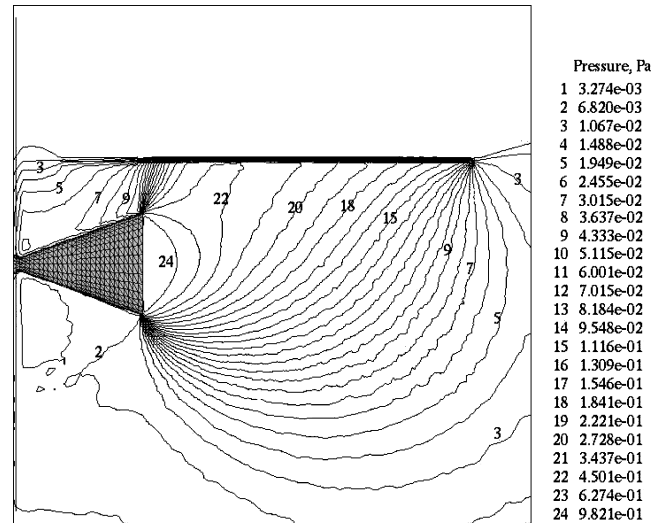 Pressure, Pa
1 3.274e-03
2 6.820e-03
3 1.067e-02
4 1.488e-02
5 1.949e-02
6 2.455e-02
7 3.015e-02
8 3.637e-02
9 4.333e-02
10 5.115e-02
11 6.001e-02
12 7.015e-02
13 8.184e-02
14 9.548e-02
15 1.116e-01
16 1.309e-01
17 1.546e-01
18 1.841e-01
19 2.221e-01
20 2.728e-01
21 3.437e-01
22 4.501e-01
23 6.274e-01
24 9.821e-01
3
3
5
7
9
22
20
18
15
9
7
24
5
2
1
3